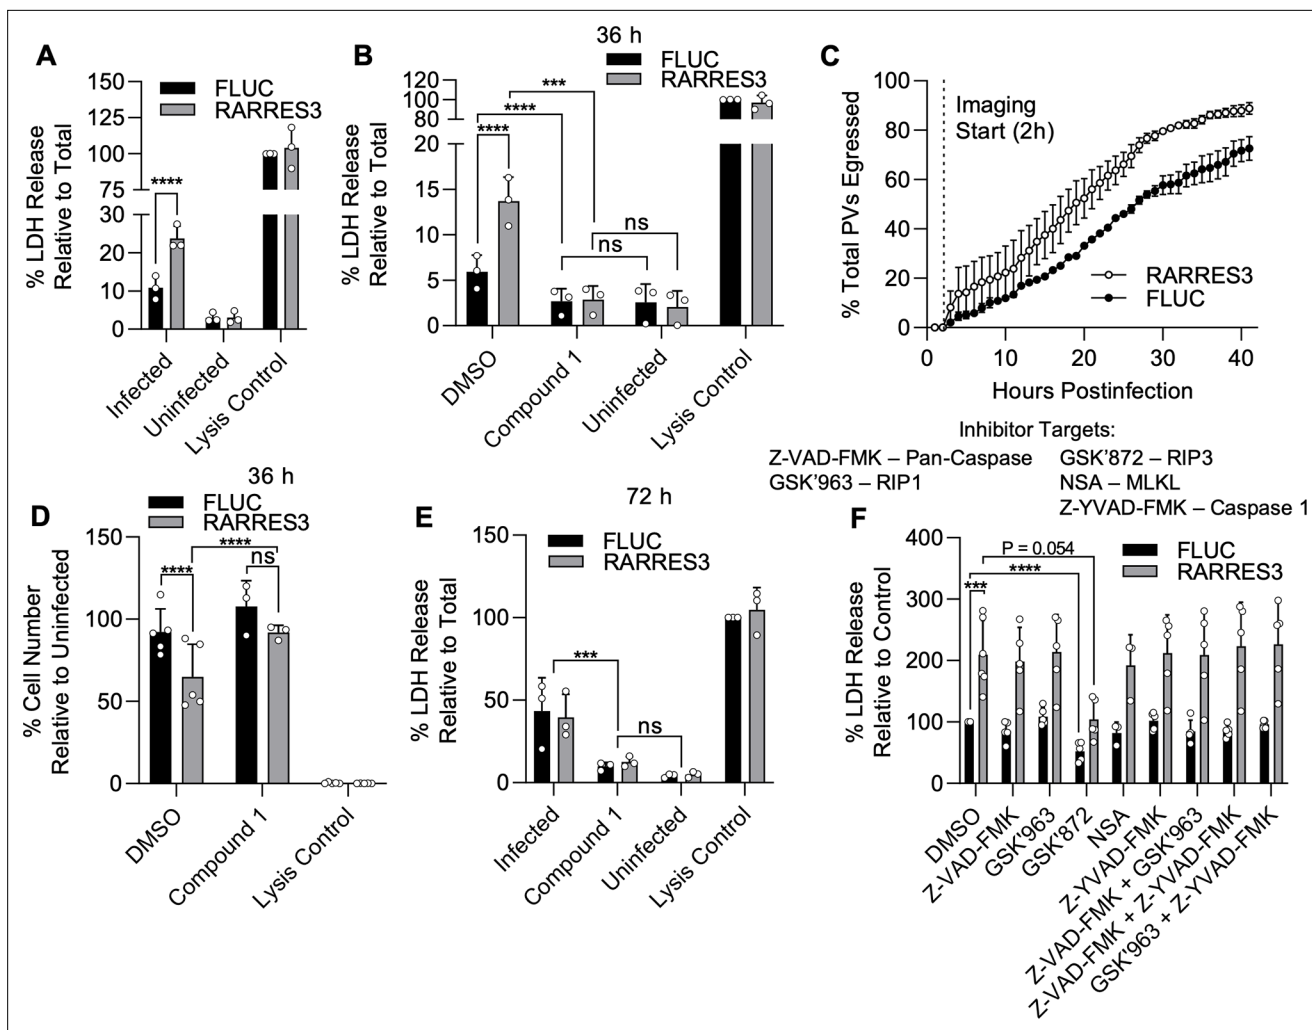 A
FLUC
RARRES3
% LDH Release
Relative to Total
150
125
100
75
30
20
10
0
****
Infected
Uninfected
Lysis Control
B
36 h
FLUC
RARRES3
% LDH Release
Relative to Total
120
100
80
20
15
10
5
0
***
****
****
ns
ns
DMSO
Compound 1
Uninfected
Lysis Control
C
% Total PVs Egressed
100
80
60
40
20
0
Imaging
Start (2h)
RARRES3
FLUC
0
10
20
30
40
Hours Postinfection
Inhibitor Targets:
Z-VAD-FMK – Pan-Caspase
GSK'872 – RIP3
GSK'963 – RIP1
NSA – MLKL
Z-YVAD-FMK – Caspase 1
D
36 h
FLUC
RARRES3
% Cell Number
Relative to Uninfected
150
100
50
0
****
****
ns
DMSO
Compound 1
Lysis Control
E
72 h
FLUC
RARRES3
% LDH Release
Relative to Total
150
100
50
0
***
ns
Infected
Compound 1
Uninfected
Lysis Control
F
FLUC
RARRES3
% LDH Release
Relative to Control
400
300
200
100
0
P = 0.054
****
***
DMSO
Z-VAD-FMK
GSK'963
GSK'872
NSA
Z-YVAD-FMK
Z-VAD-FMK + GSK'963
Z-VAD-FMK + Z-YVAD-FMK
GSK'963 + Z-YVAD-FMK